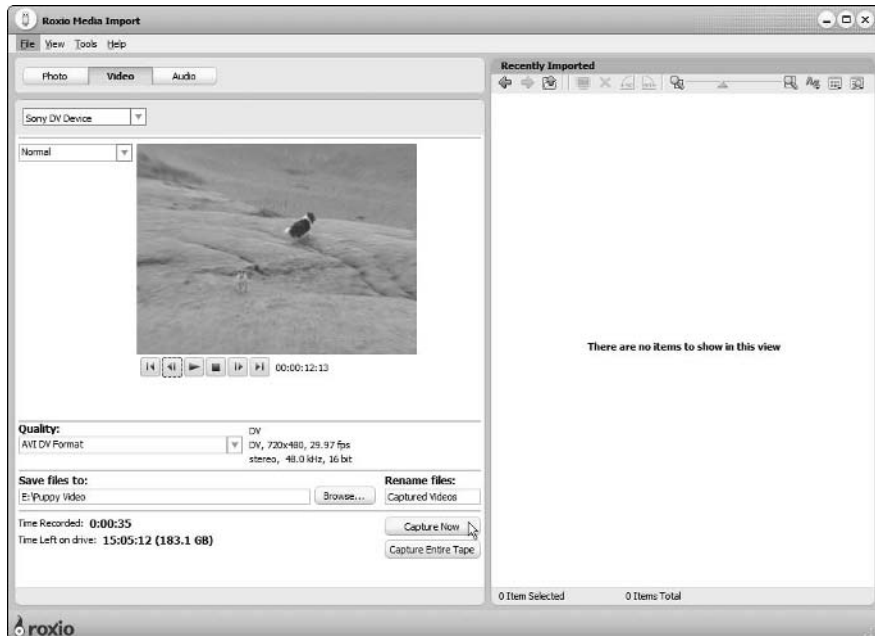 Roxio Media Import
File View Tools Help
Photo Video Audio
Sony DV Device
Normal
00:00:12:13
Quality:
AVI DV Format
DV
DV, 720x480, 29.97 fps
stereo, 48.0 kHz, 16 bit
Save files to:
E:\Puppy Video
Browse...
Rename files:
Captured Videos
Time Recorded: 0:00:35
Time Left on drive: 15:05:12 (183.1 GB)
Capture Now
Capture Entire Tape
Recently Imported
There are no items to show in this view
0 Item Selected 0 Items Total
roxio